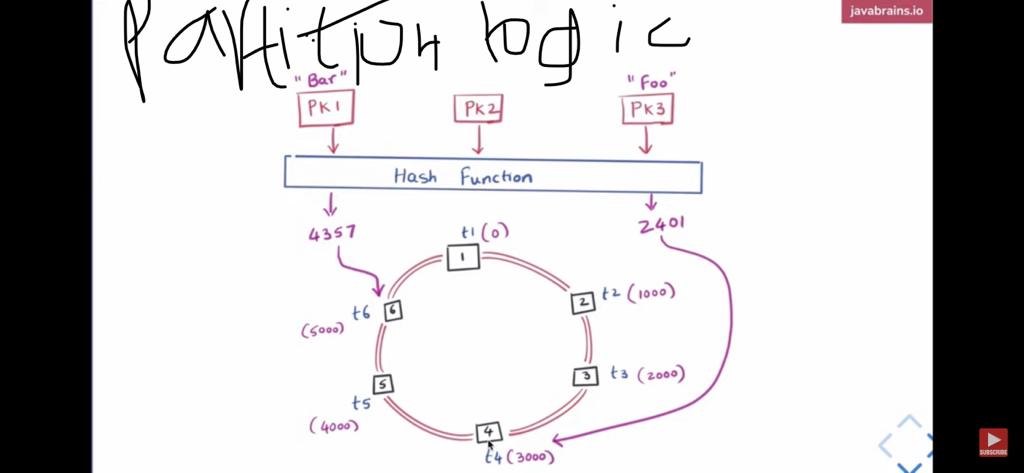 javabrains.io
Partition logic
"Bar"
"Foo"
PK1
PK2
PK3
Hash Function
4357
2401
t1 (0)
1
6
t6
(5000)
2
t2 (1000)
5
t5
(4000)
3
t3 (2000)
4
t4 (3000)
SUBSCRIBE